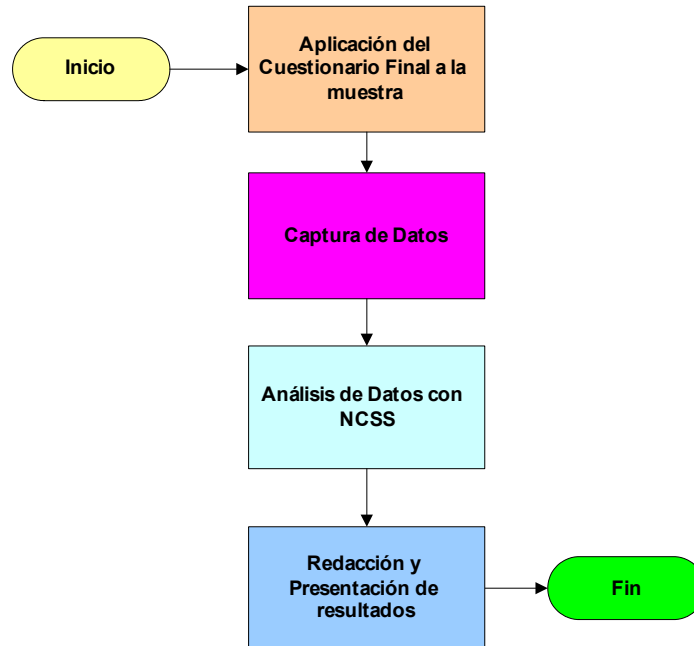 Inicio
Aplicación del
Cuestionario Final a la
muestra
Captura de Datos
Análisis de Datos con
NCSS
Redacción y
Presentación de
resultados
Fin